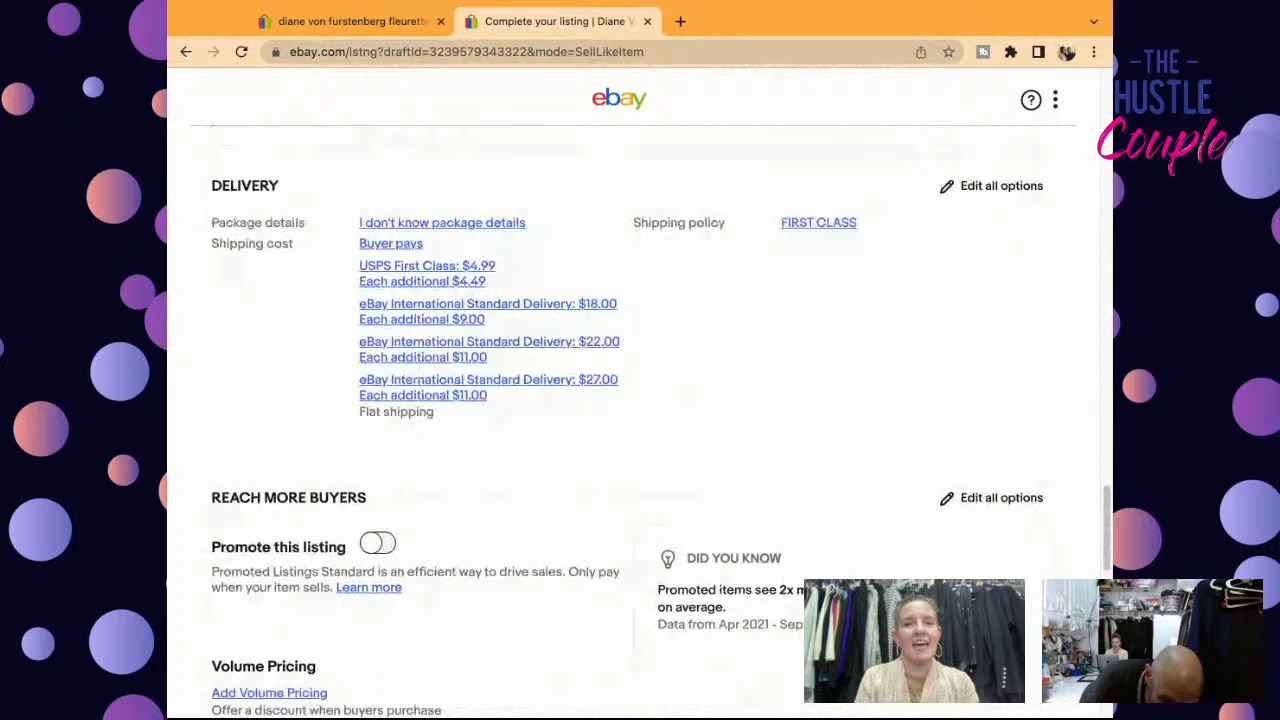 diane von furstenberg fleurette
Complete your listing | Diane V
ebay.com/lstng?draftId=3239579343322&mode=SellLikeItem
-THE-
HUSTLE
Couple
ebay
DELIVERY
Edit all options
Package details
I don't know package details
Shipping policy
FIRST CLASS
Shipping cost
Buyer pays
USPS First Class: $4.99
Each additional $4.49
eBay International Standard Delivery: $18.00
Each additional $9.00
eBay International Standard Delivery: $22.00
Each additional $11.00
eBay International Standard Delivery: $27.00
Each additional $11.00
Flat shipping
REACH MORE BUYERS
Edit all options
Promote this listing
Promoted Listings Standard is an efficient way to drive sales. Only pay
when your item sells. Learn more
DID YOU KNOW
Promoted items see 2x m
on average.
Data from Apr 2021 - Sep
Volume Pricing
Add Volume Pricing
Offer a discount when buyers purchase